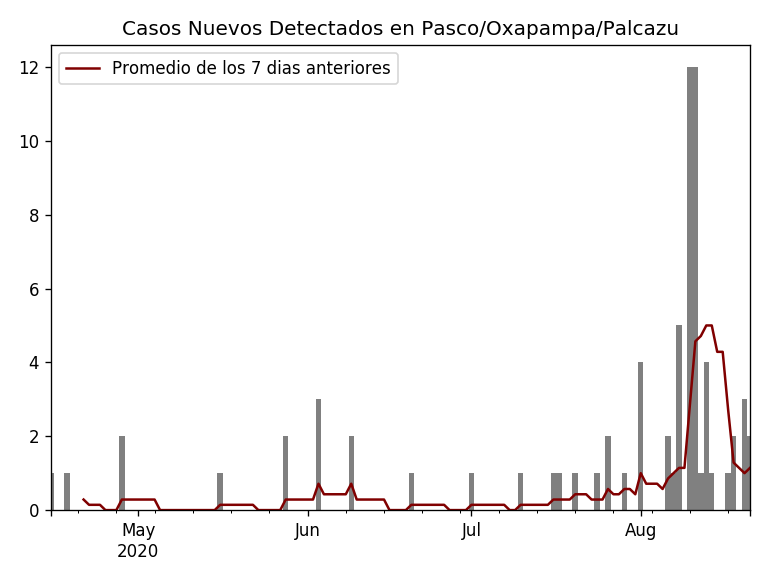 Casos Nuevos Detectados en Pasco/Oxapampa/Palcazu
Promedio de los 7 dias anteriores
12
10
8
6
4
2
0
May Jun Jul Aug
2020